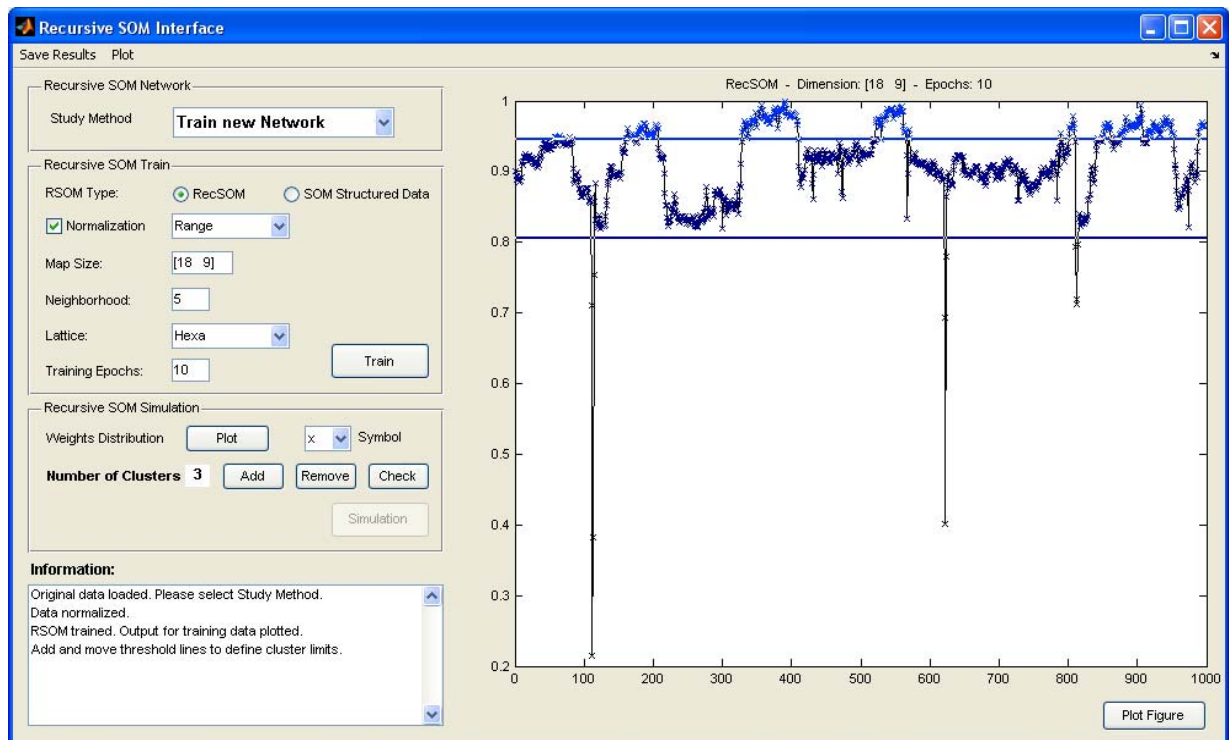 Recursive SOM Interface
Save Results Plot
Recursive SOM Network
Study Method Train new Network
Recursive SOM Train
RSOM Type: RecSOM SOM Structured Data
Normalization Range
Map Size: [18 9]
Neighborhood: 5
Lattice: Hexa
Training Epochs: 10
Train
Recursive SOM Simulation
Weights Distribution Plot x Symbol
Number of Clusters 3 Add Remove Check
Simulation
Information:
Original data loaded. Please select Study Method.
Data normalized.
RSOM trained. Output for training data plotted.
Add and move threshold lines to define cluster limits.
RecSOM - Dimension: [18 9] - Epochs: 10
1
0.9
0.8
0.7
0.6
0.5
0.4
0.3
0.2
0 100 200 300 400 500 600 700 800 900 1000
Plot Figure